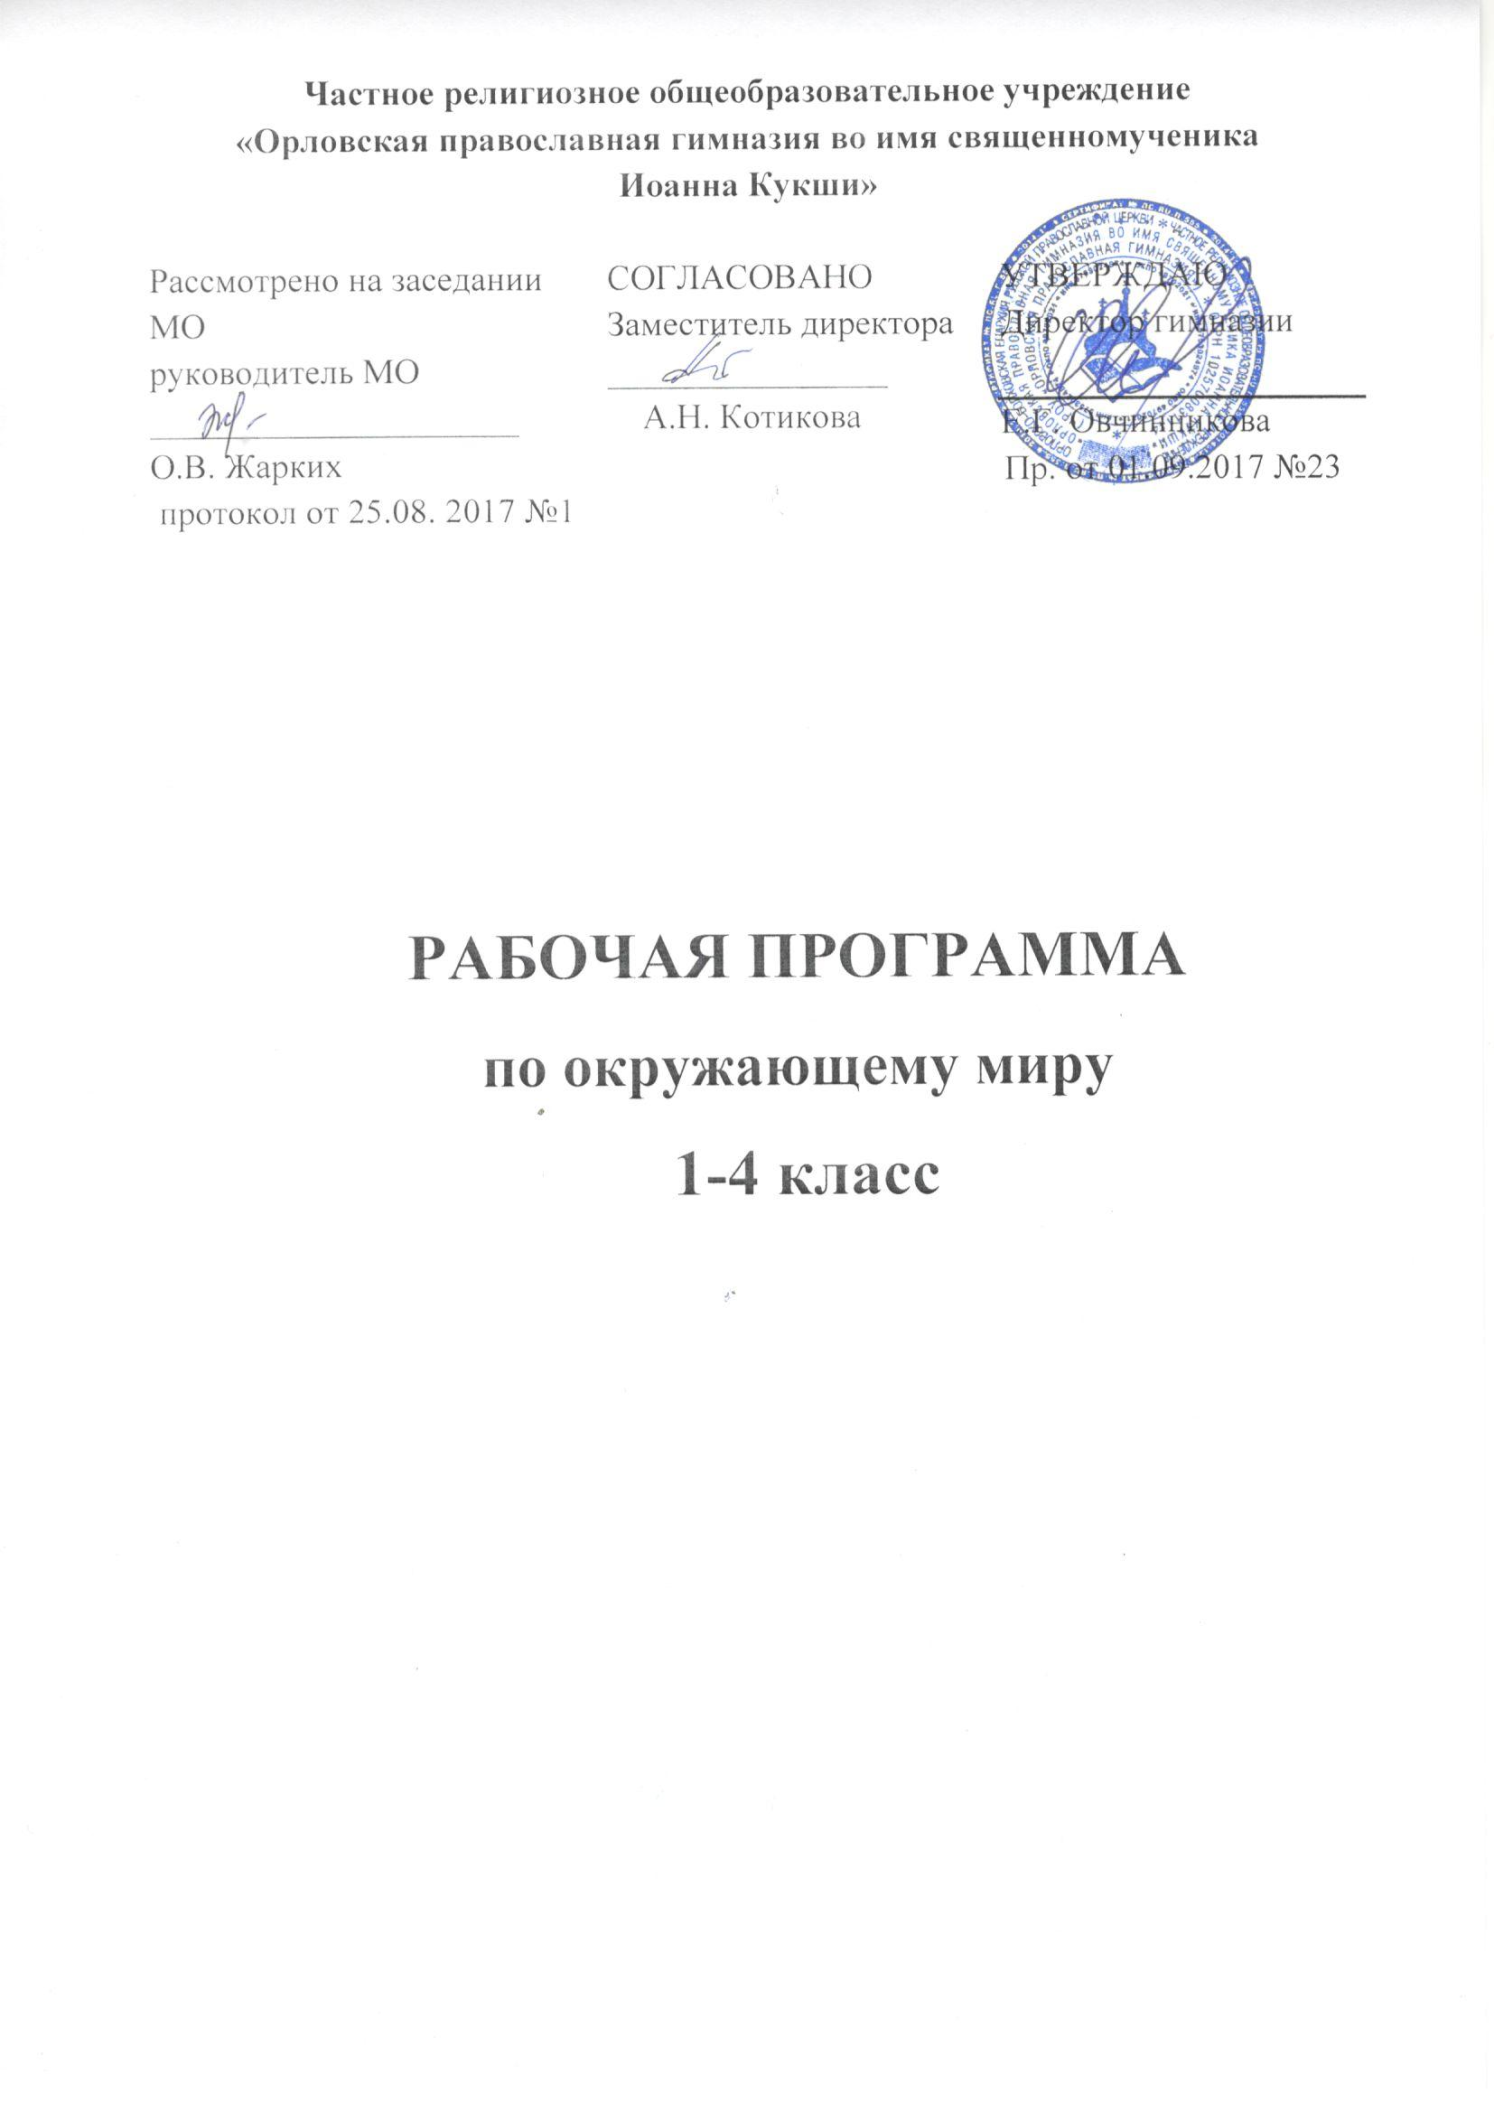 Частное религиозное общеобразовательное учреждение
«Орловская православная гимназия во имя священномученика
Иоанна Кукши»
Рассмотрено на заседании
МО
руководитель МО
О.В. Жарких
протокол от 25.08. 2017 №1
СОГЛАСОВАНО
Заместитель директора
А.Н. Котикова
УТВЕРЖДАЮ
Директор гимназии
Овчинникова
Пр. от 01.09.2017 №23
РАБОЧАЯ ПРОГРАММА
по окружающему миру
1-4 класс